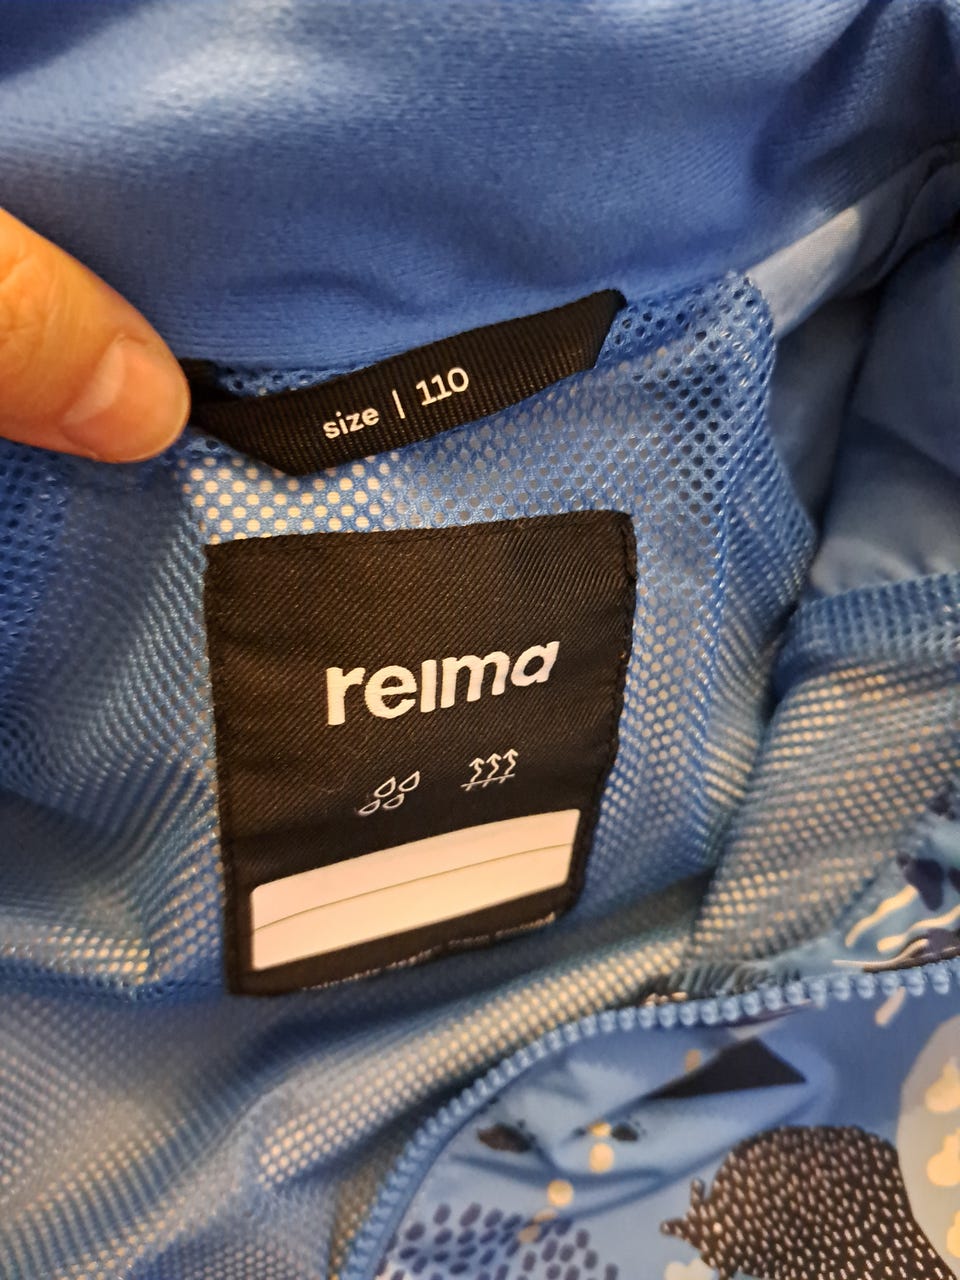 size | 110
reima